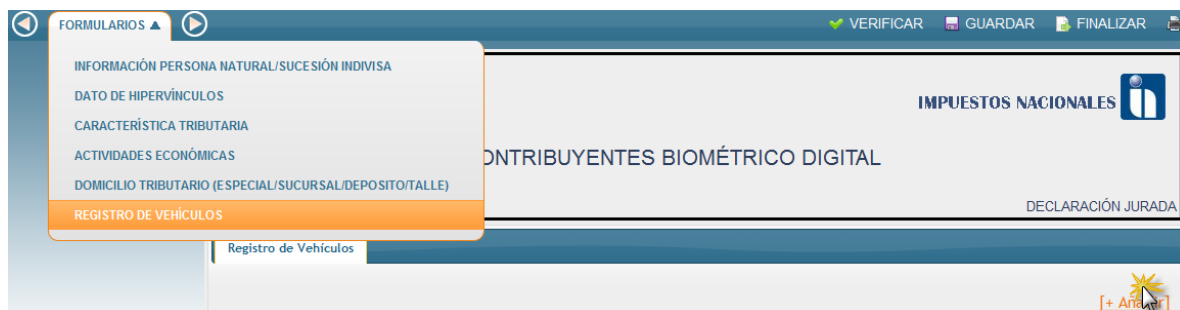 FORMULARIOS ▲
VERIFICAR GUARDAR FINALIZAR
INFORMACIÓN PERSONA NATURAL/SUCESIÓN INDIVISA
DATO DE HIPERVÍNCULOS
CARACTERÍSTICA TRIBUTARIA
ACTIVIDADES ECONÓMICAS
DOMICILIO TRIBUTARIO (ESPECIAL/SUCURSAL/DEPOSITO/TALLE)
REGISTRO DE VEHÍCULOS
IMPUESTOS NACIONALES
ONTRIBUYENTES BIOMÉTRICO DIGITAL
DECLARACIÓN JURADA
Registro de Vehículos